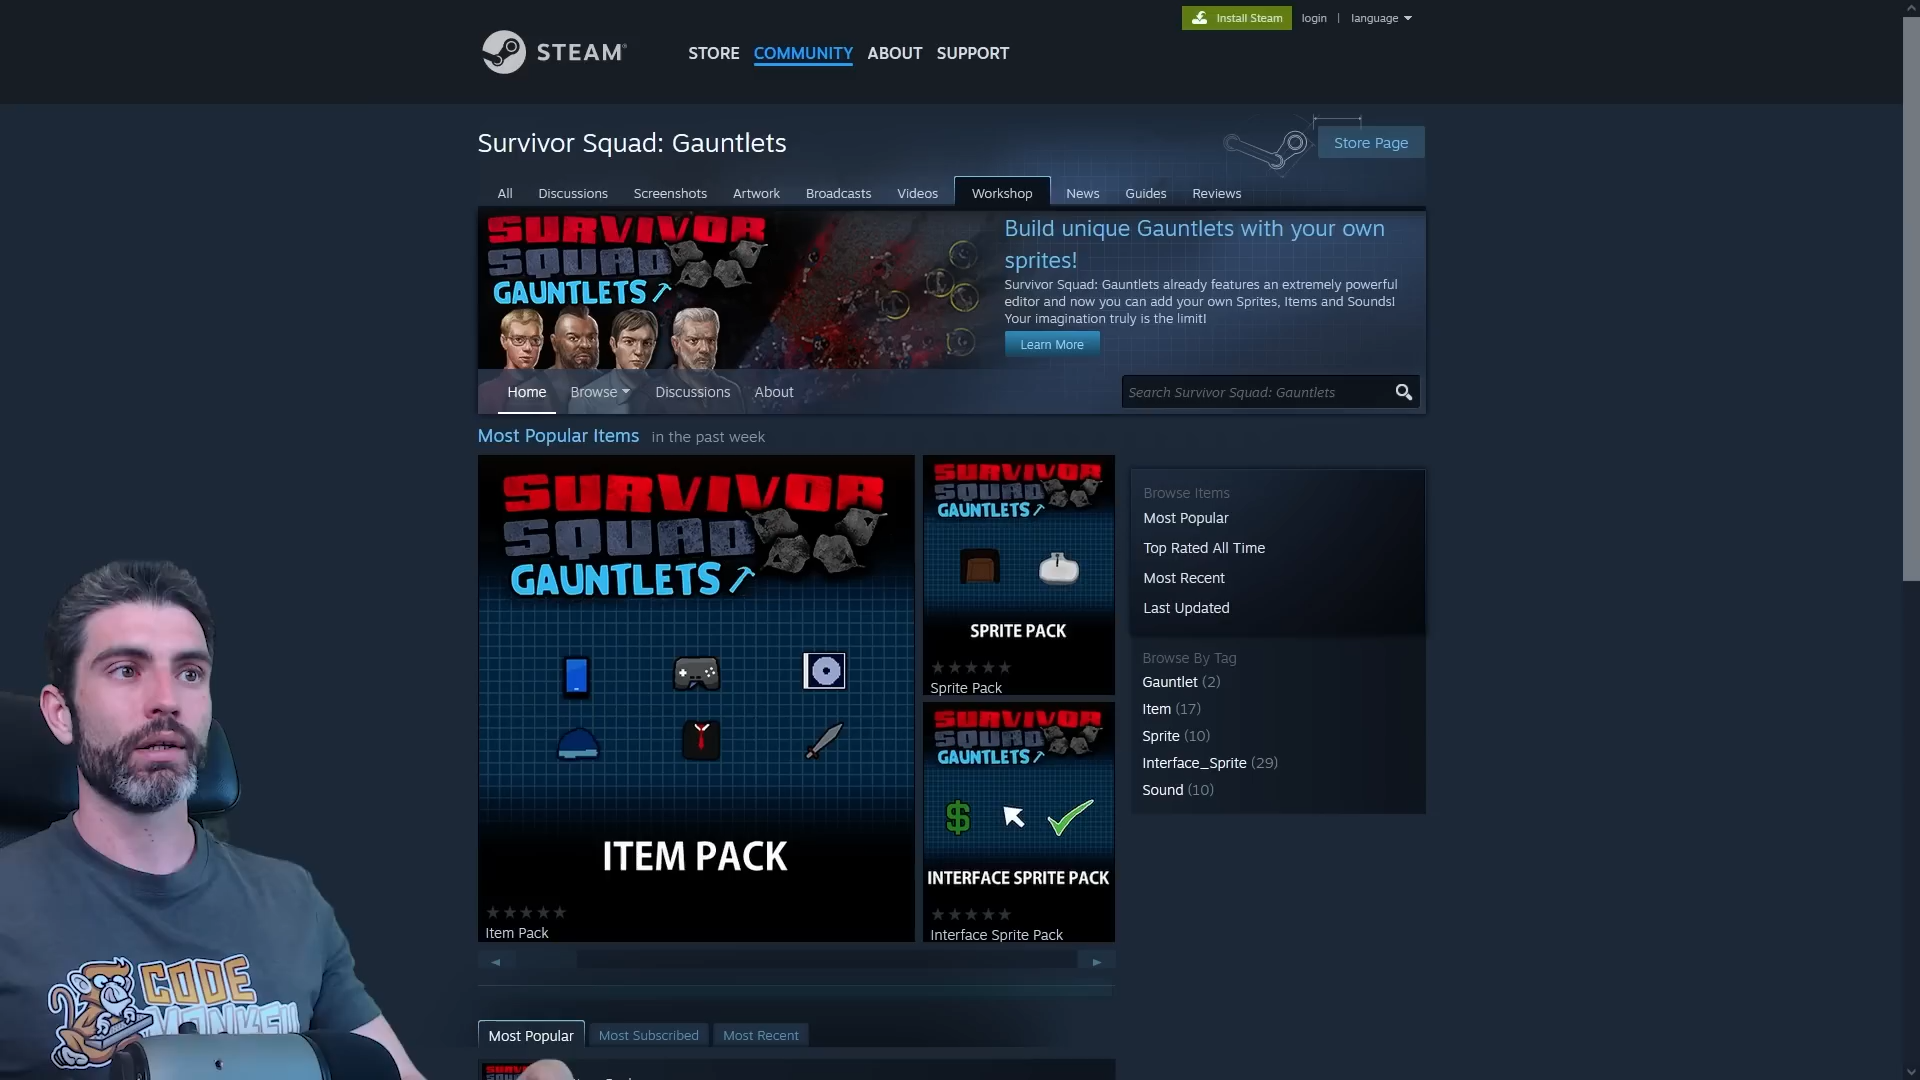 Install Steam
login | language
STEAM
STORE COMMUNITY ABOUT SUPPORT
Survivor Squad: Gauntlets
Store Page
All Discussions Screenshots Artwork Broadcasts Videos Workshop News Guides Reviews
SURVIVOR
SQUAD
GAUNTLETS
Build unique Gauntlets with your own
sprites!
Survivor Squad: Gauntlets already features an extremely powerful
editor and now you can add your own Sprites, Items and Sounds!
Your imagination truly is the limit!
Learn More
Home Browse Discussions About
Search Survivor Squad: Gauntlets
Most Popular Items in the past week
SURVIVOR
SQUAD
GAUNTLETS
ITEM PACK
Item Pack
SURVIVOR
SQUAD
GAUNTLETS
SPRITE PACK
Sprite Pack
SURVIVOR
SQUAD
GAUNTLETS
$
INTERFACE SPRITE PACK
Interface Sprite Pack
Browse Items
Most Popular
Top Rated All Time
Most Recent
Last Updated
Browse By Tag
Gauntlet (2)
Item (17)
Sprite (10)
Interface_Sprite (29)
Sound (10)
Most Popular Most Subscribed Most Recent
CODE
MONKEY